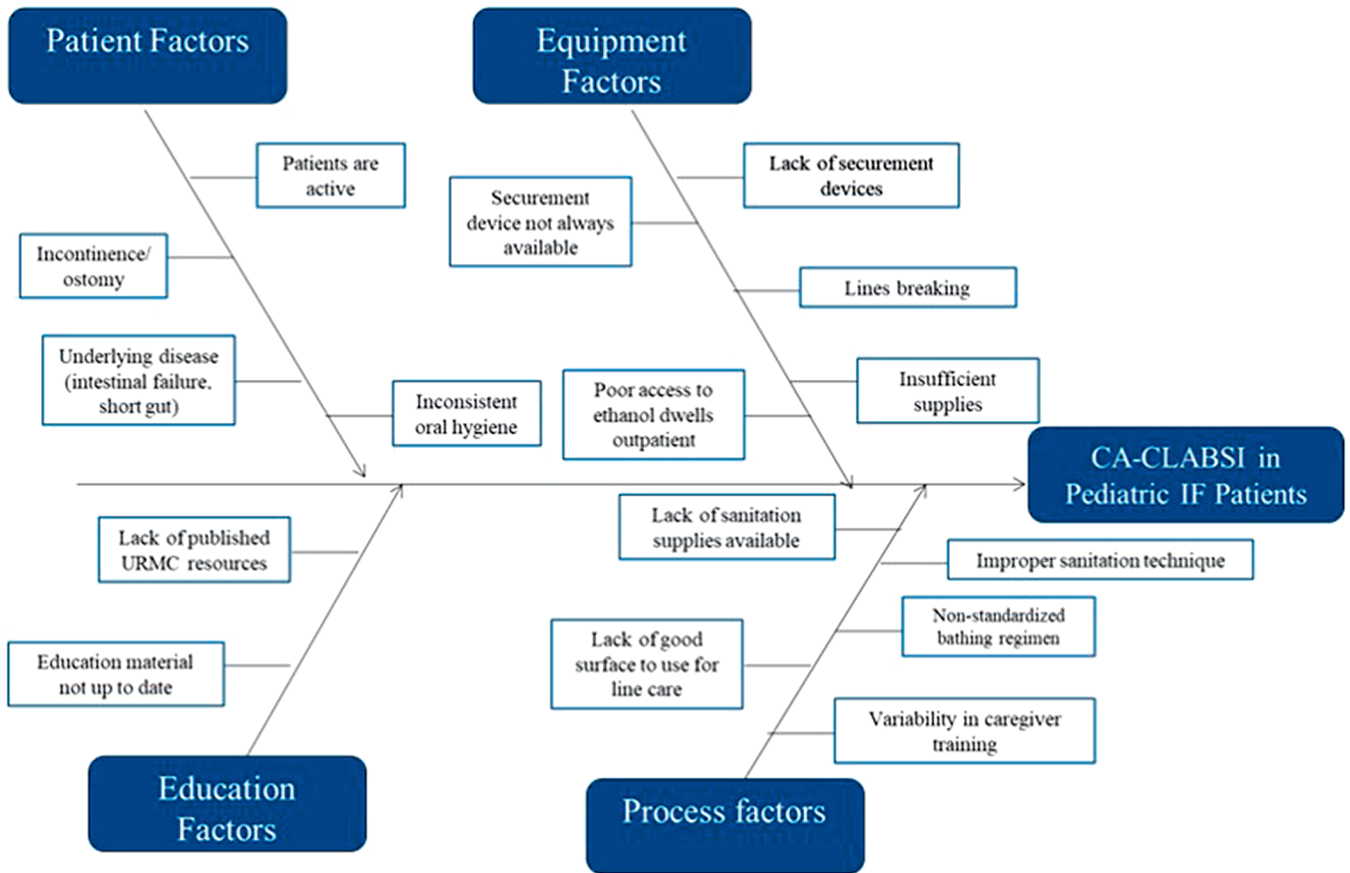 Patient Factors
Equipment
Factors
Patients are
active
Lack of securement
devices
Securement
device not always
available
Incontinence/
ostomy
Lines breaking
Underlying disease
(intestinal failure,
short gut)
Inconsistent
oral hygiene
Poor access to
ethanol dwells
outpatient
Insufficient
supplies
CA-CLABSI in
Pediatric IF Patients
Lack of published
URMC resources
Lack of sanitation
supplies available
Improper sanitation technique
Non-standardized
bathing regimen
Education material
not up to date
Lack of good
surface to use for
line care
Variability in caregiver
training
Education
Factors
Process factors